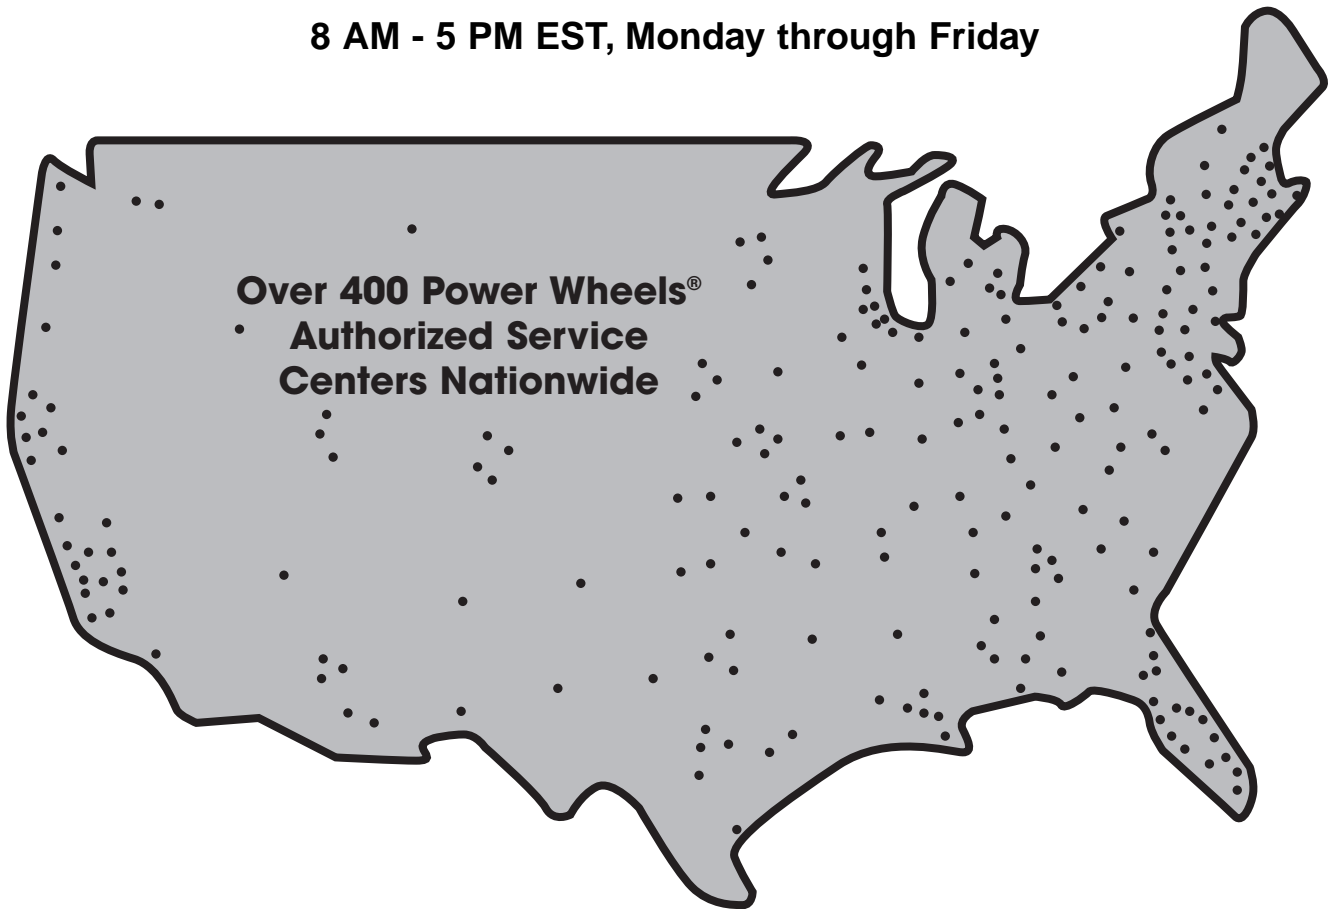 8 AM - 5 PM EST, Monday through Friday
Over 400 Power Wheels®
Authorized Service
Centers Nationwide